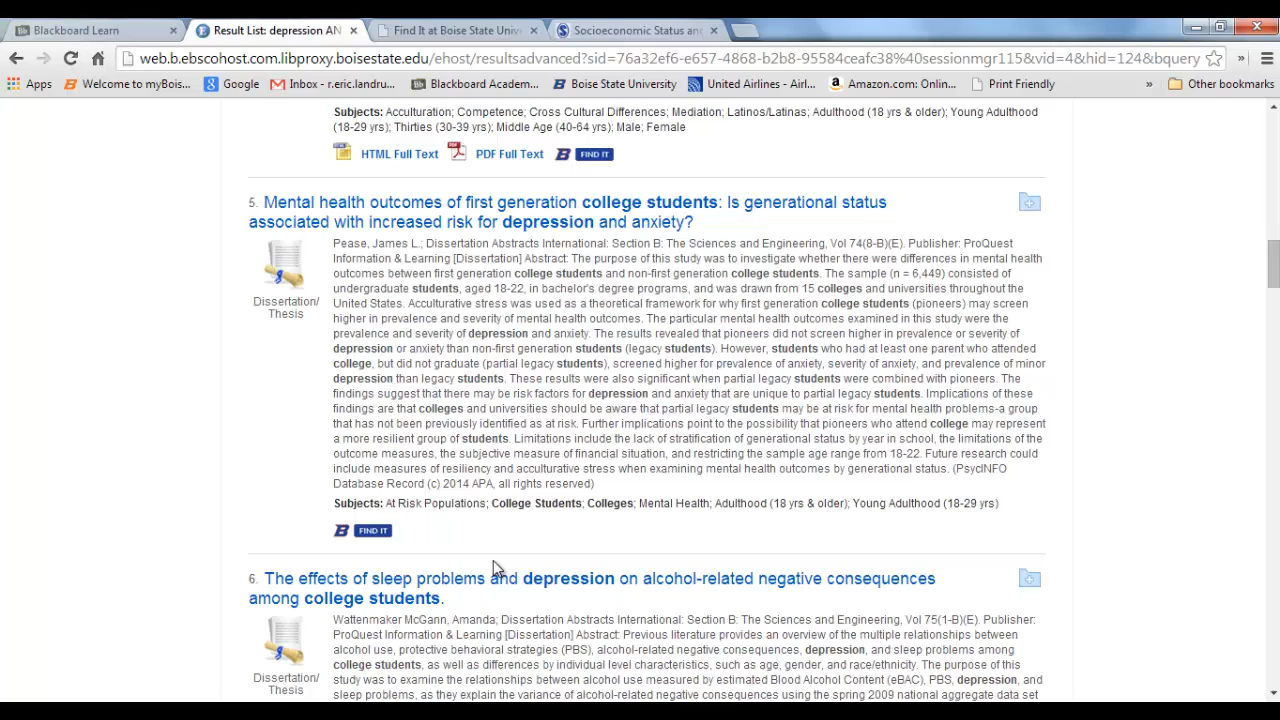 Blackboard Learn
Result List: depression AN
Find It at Boise State Univ
Socioeconomic Status and
web.b.ebscohost.com.libproxy.boisestate.edu/ehost/resultsadvanced?sid=76a32ef6-e657-4868-b2b8-95584eafc38%40sessionmgr115&vid=4&hid=124&bquery
Apps
Welcome to myBois...
Google
Inbox - r.eric.landru...
Blackboard Academ...
Boise State University
United Airlines - Airl...
Amazon.com: Onlin...
Print Friendly
»
Other bookmarks
Subjects: Acculturation; Competence; Cross Cultural Differences; Mediation; Latinos/Latinas; Adulthood (18 yrs & older); Young Adulthood
(18-29 yrs); Thirties (30-39 yrs); Middle Age (40-64 yrs); Male; Female
HTML Full Text PDF Full Text B FIND IT
5. Mental health outcomes of first generation college students: Is generational status
associated with increased risk for depression and anxiety?
Pease, James L.; Dissertation Abstracts International: Section B: The Sciences and Engineering, Vol 74(8-B)(E). Publisher: ProQuest
Information & Learning [Dissertation] Abstract: The purpose of this study was to investigate whether there were differences in mental health
outcomes between first generation college students and non-first generation college students. The sample (n = 6,449) consisted of
undergraduate students, aged 18-22, in bachelor's degree programs, and was drawn from 15 colleges and universities throughout the
United States. Acculturative stress was used as a theoretical framework for why first generation college students (pioneers) may screen
higher in prevalence and severity of mental health outcomes. The particular mental health outcomes examined in this study were the
prevalence and severity of depression and anxiety. The results revealed that pioneers did not screen higher in prevalence or severity of
depression or anxiety than non-first generation students (legacy students). However, students who had at least one parent who attended
college, but did not graduate (partial legacy students), screened higher for prevalence of anxiety, severity of anxiety, and prevalence of minor
depression than legacy students. These results were also significant when partial legacy students were combined with pioneers. The
findings suggest that there may be risk factors for depression and anxiety that are unique to partial legacy students. Implications of these
findings are that colleges and universities should be aware that partial legacy students may be at risk for mental health problems-a group
that has not been previously identified as at risk. Further implications point to the possibility that pioneers who attend college may represent
a more resilient group of students. Limitations include the lack of stratification of generational status by year in school, the limitations of the
outcome measures, the subjective measure of financial situation, and restricting the sample age range from 18-22. Future research could
include measures of resiliency and acculturative stress when examining mental health outcomes by generational status. (PsycINFO
Database Record (c) 2014 APA, all rights reserved)
Dissertation/
Thesis
Subjects: At Risk Populations; College Students; Colleges; Mental Health; Adulthood (18 yrs & older); Young Adulthood (18-29 yrs)
B FIND IT
6. The effects of sleep problems and depression on alcohol-related negative consequences
among college students.
Wattenmaker McGann, Amanda; Dissertation Abstracts International: Section B: The Sciences and Engineering, Vol 75(1-B)(E). Publisher:
ProQuest Information & Learning [Dissertation] Abstract: Previous literature provides an overview of the multiple relationships between
alcohol use, protective behavioral strategies (PBS), alcohol-related negative consequences, depression, and sleep problems among
college students, as well as differences by individual level characteristics, such as age, gender, and race/ethnicity. The purpose of this
study was to examine the relationships between alcohol use measured by estimated Blood Alcohol Content (eBAC), PBS, depression, and
sleep problems, as they explain the variance of alcohol-related negative consequences using the spring 2009 national aggregate data set
Dissertation/
Thesis